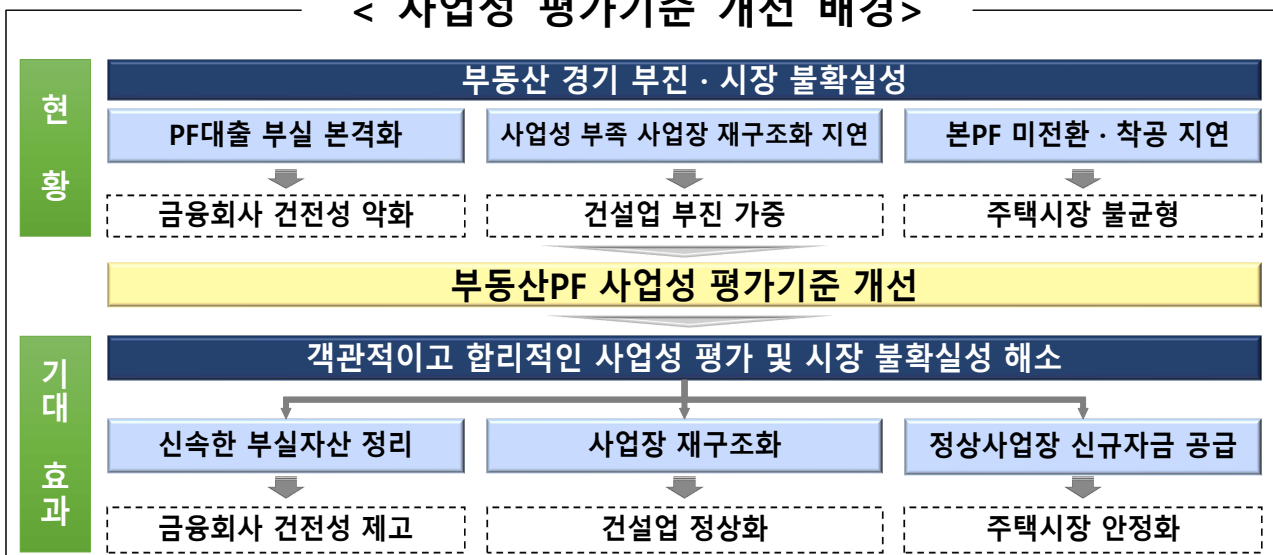 < 사업성 평가기준 개선 배경>
현황
부동산 경기 부진 · 시장 불확실성
PF대출 부실 본격화
사업성 부족 사업장 재구조화 지연
본PF 미전환 · 착공 지연
금융회사 건전성 악화
건설업 부진 가중
주택시장 불균형
부동산PF 사업성 평가기준 개선
기대 효과
객관적이고 합리적인 사업성 평가 및 시장 불확실성 해소
신속한 부실자산 정리
사업장 재구조화
정상사업장 신규자금 공급
금융회사 건전성 제고
건설업 정상화
주택시장 안정화